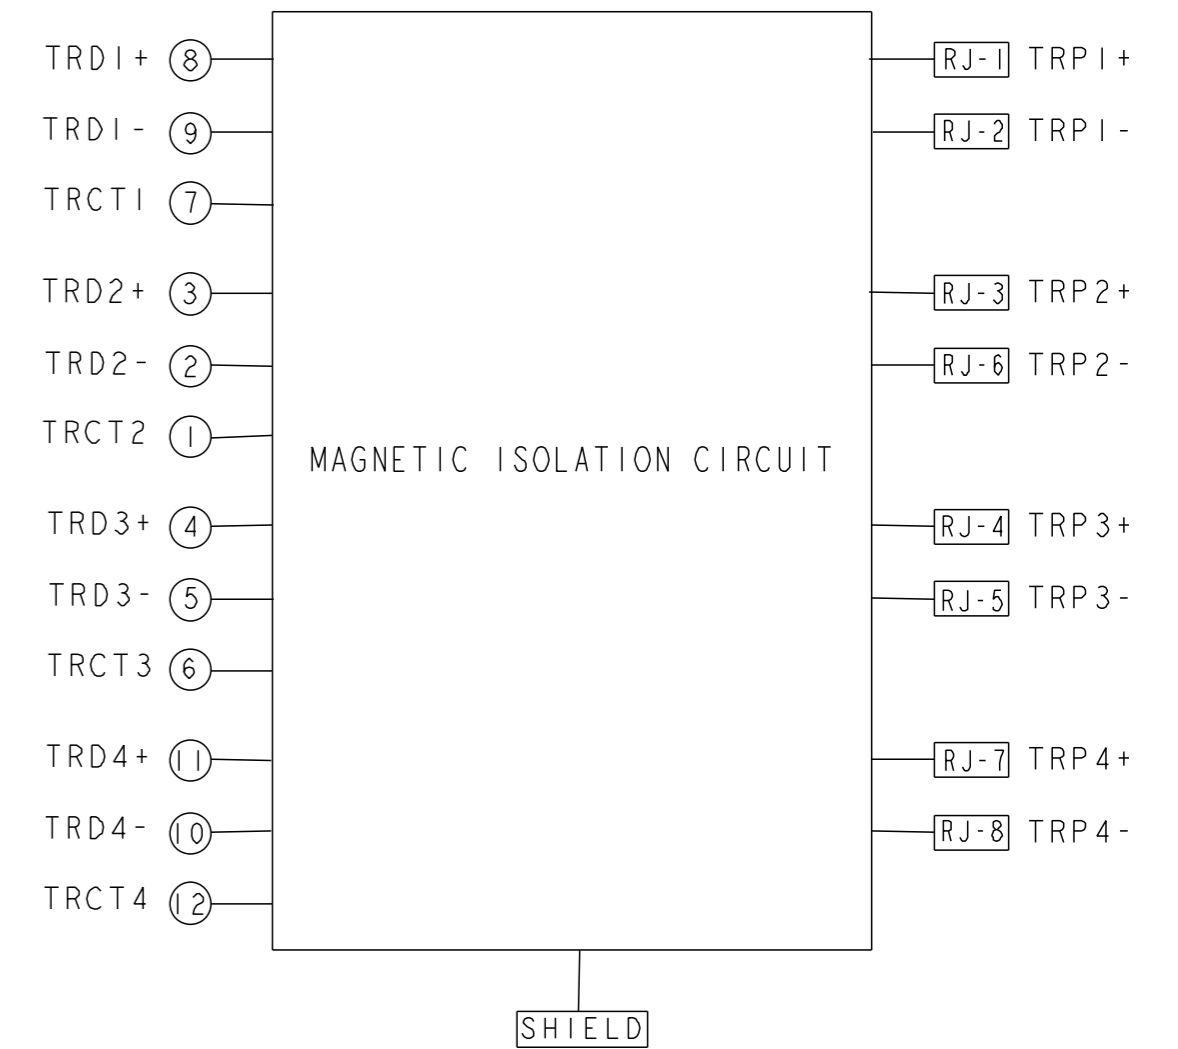 TRD1+ 8 RJ-1 TRP1+
TRD1- 9 RJ-2 TRP1-
TRCT1 7
TRD2+ 3 RJ-3 TRP2+
TRD2- 2 RJ-6 TRP2-
TRCT2 1
MAGNETIC ISOLATION CIRCUIT
TRD3+ 4 RJ-4 TRP3+
TRD3- 5 RJ-5 TRP3-
TRCT3 6
TRD4+ 11 RJ-7 TRP4+
TRD4- 10 RJ-8 TRP4-
TRCT4 12
SHIELD